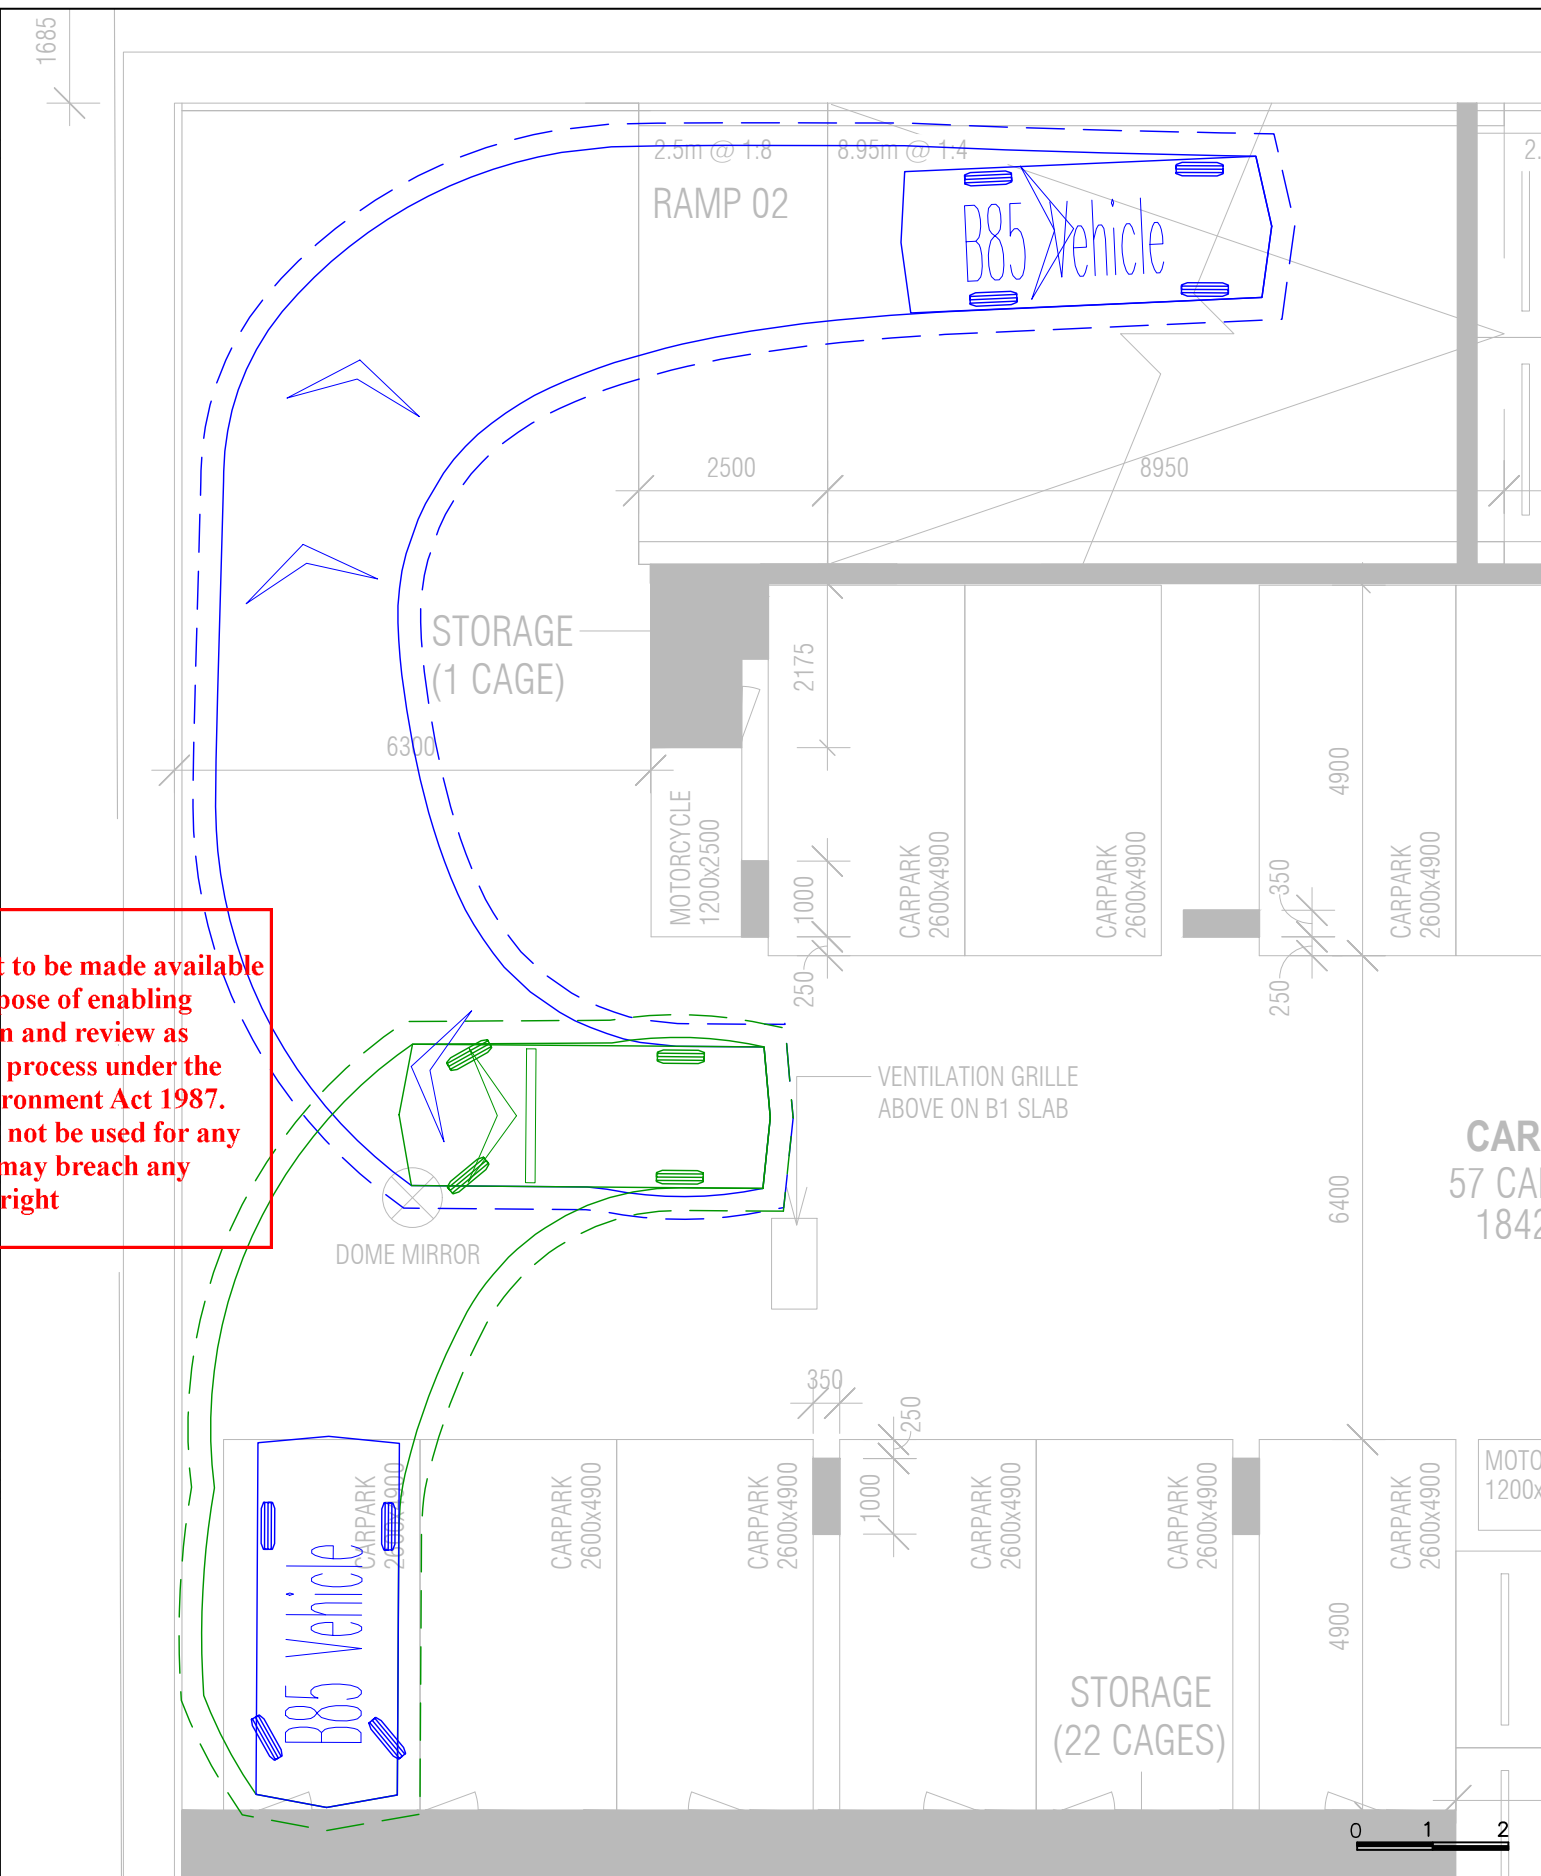 1685
2.5m @ 1:8
8.95m @ 1:4
2.
RAMP 02
B85 Vehicle
2500
8950
STORAGE
(1 CAGE)
2175
6300
4900
MOTORCYCLE
1200x2500
1000
250
CARPARK
2600x4900
CARPARK
2600x4900
350
250
CARPARK
2600x4900
t to be made available
pose of enabling
n and review as
process under the
ronment Act 1987.
not be used for any
may breach any
right
VENTILATION GRILLE
ABOVE ON B1 SLAB
CAR
57 CA
1842
6400
DOME MIRROR
350
250
1000
CARPARK
2600x4900
CARPARK
2600x4900
CARPARK
2600x4900
CARPARK
2600x4900
CARPARK
2600x4900
CARPARK
2600x4900
MOTO
1200x
B85 Vehicle
4900
STORAGE
(22 CAGES)
0 1 2